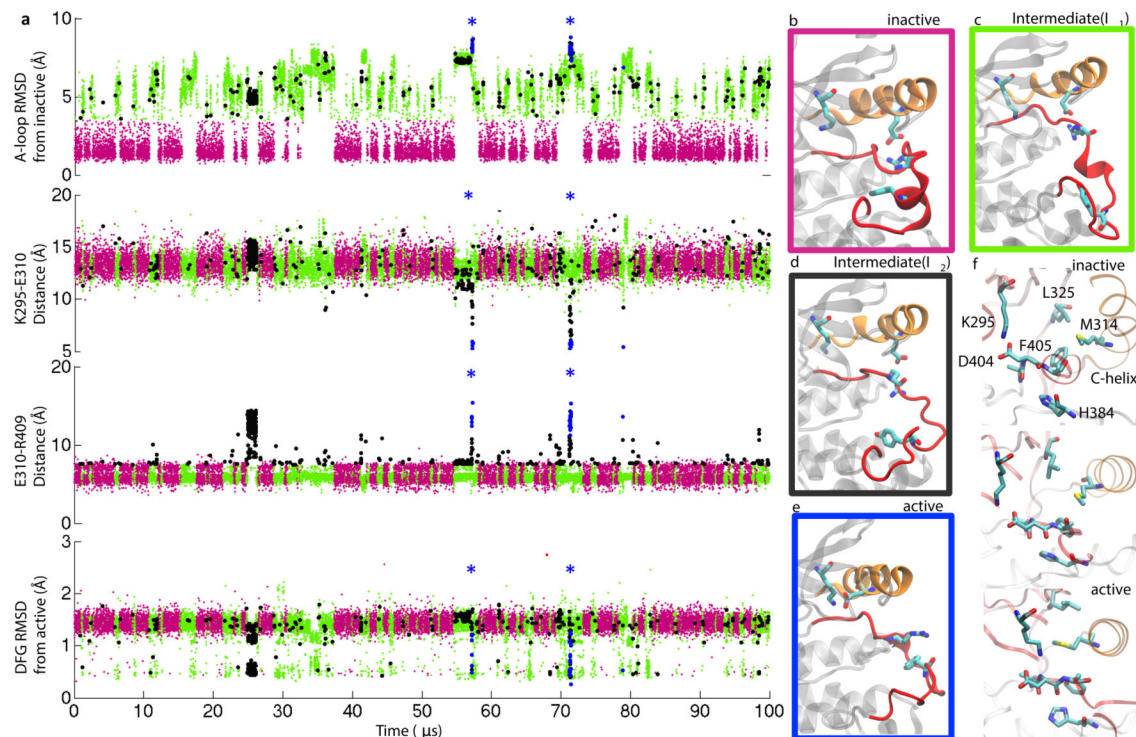 a
A-loop RMSD
from inactive (Å)
10
5
0
*
*
K295-E310
Distance (Å)
20
15
10
5
*
*
E310-R409
Distance (Å)
20
10
0
*
*
DFG RMSD
from active (Å)
3
2
1
0
*
*
0 10 20 30 40 50 60 70 80 90 100
Time ( μs)
b inactive
c Intermediate(I 1)
d Intermediate(I 2)
e active
f inactive
L325
K295
M314
F405
D404
C-helix
H384
active